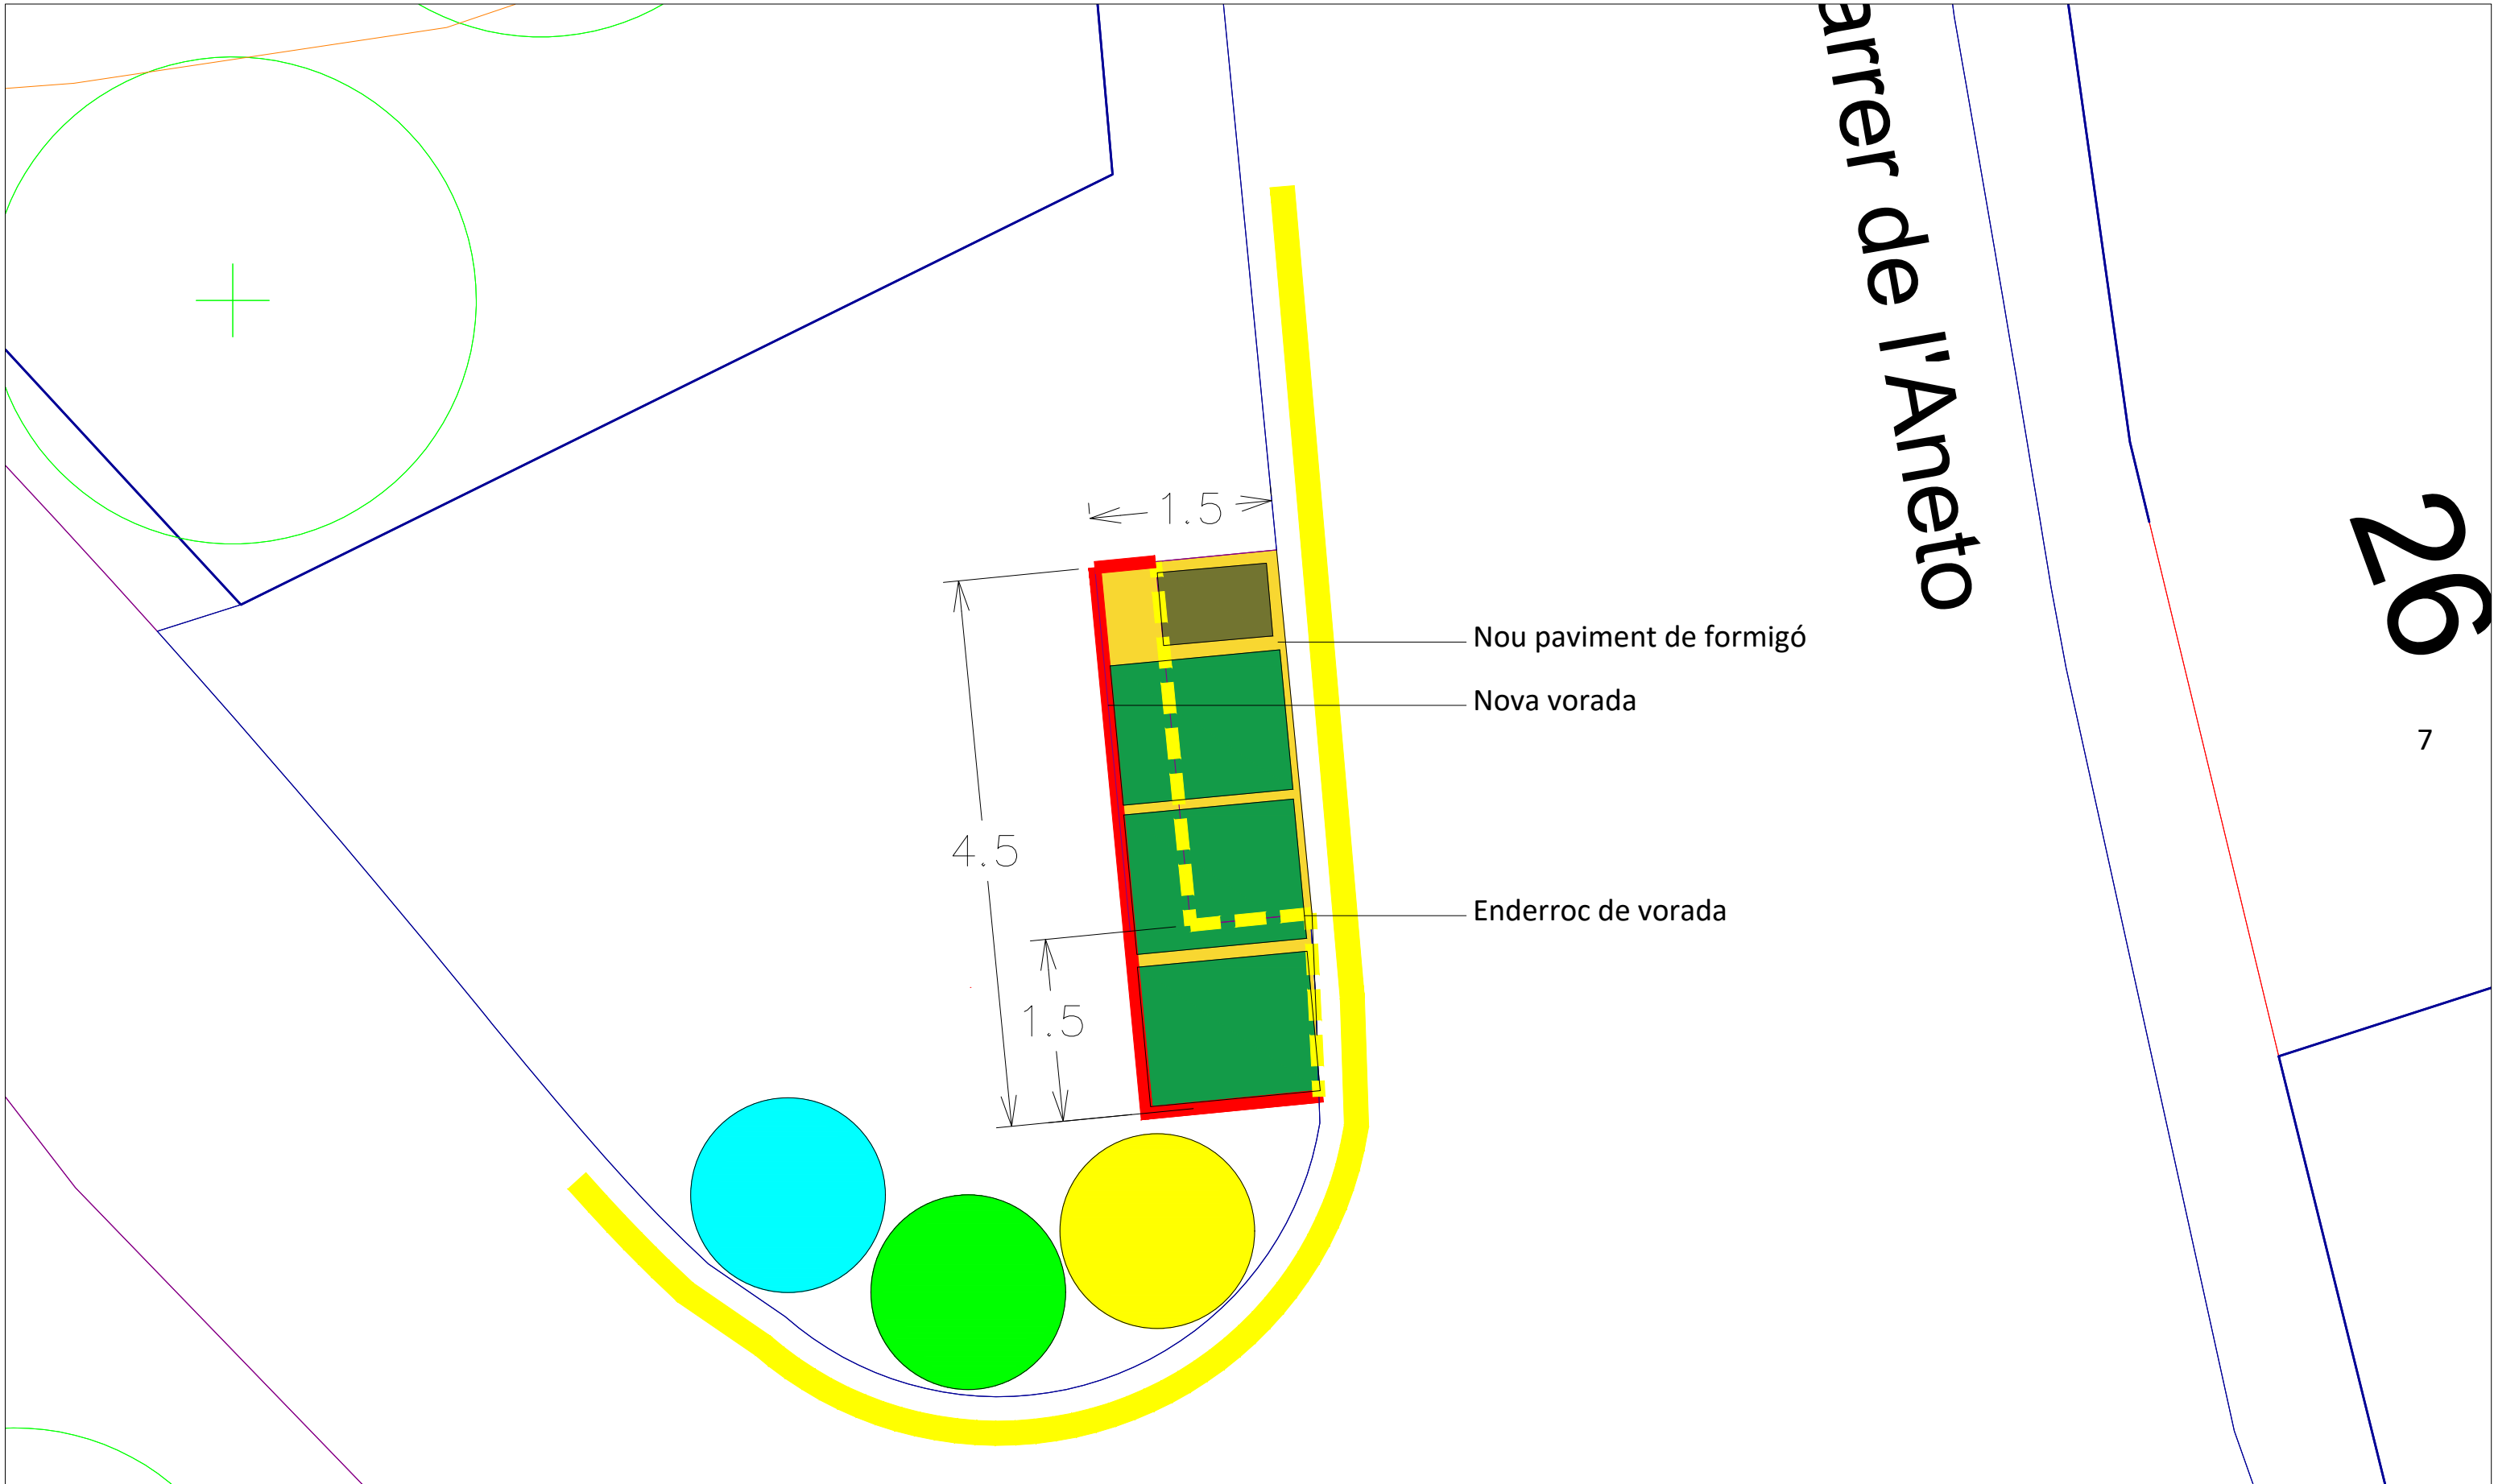 arrer de l'"Aneto
26
1.5
Nou paviment de formigó
Nova vorada
7
4.5
Enderroc de vorada
1.5